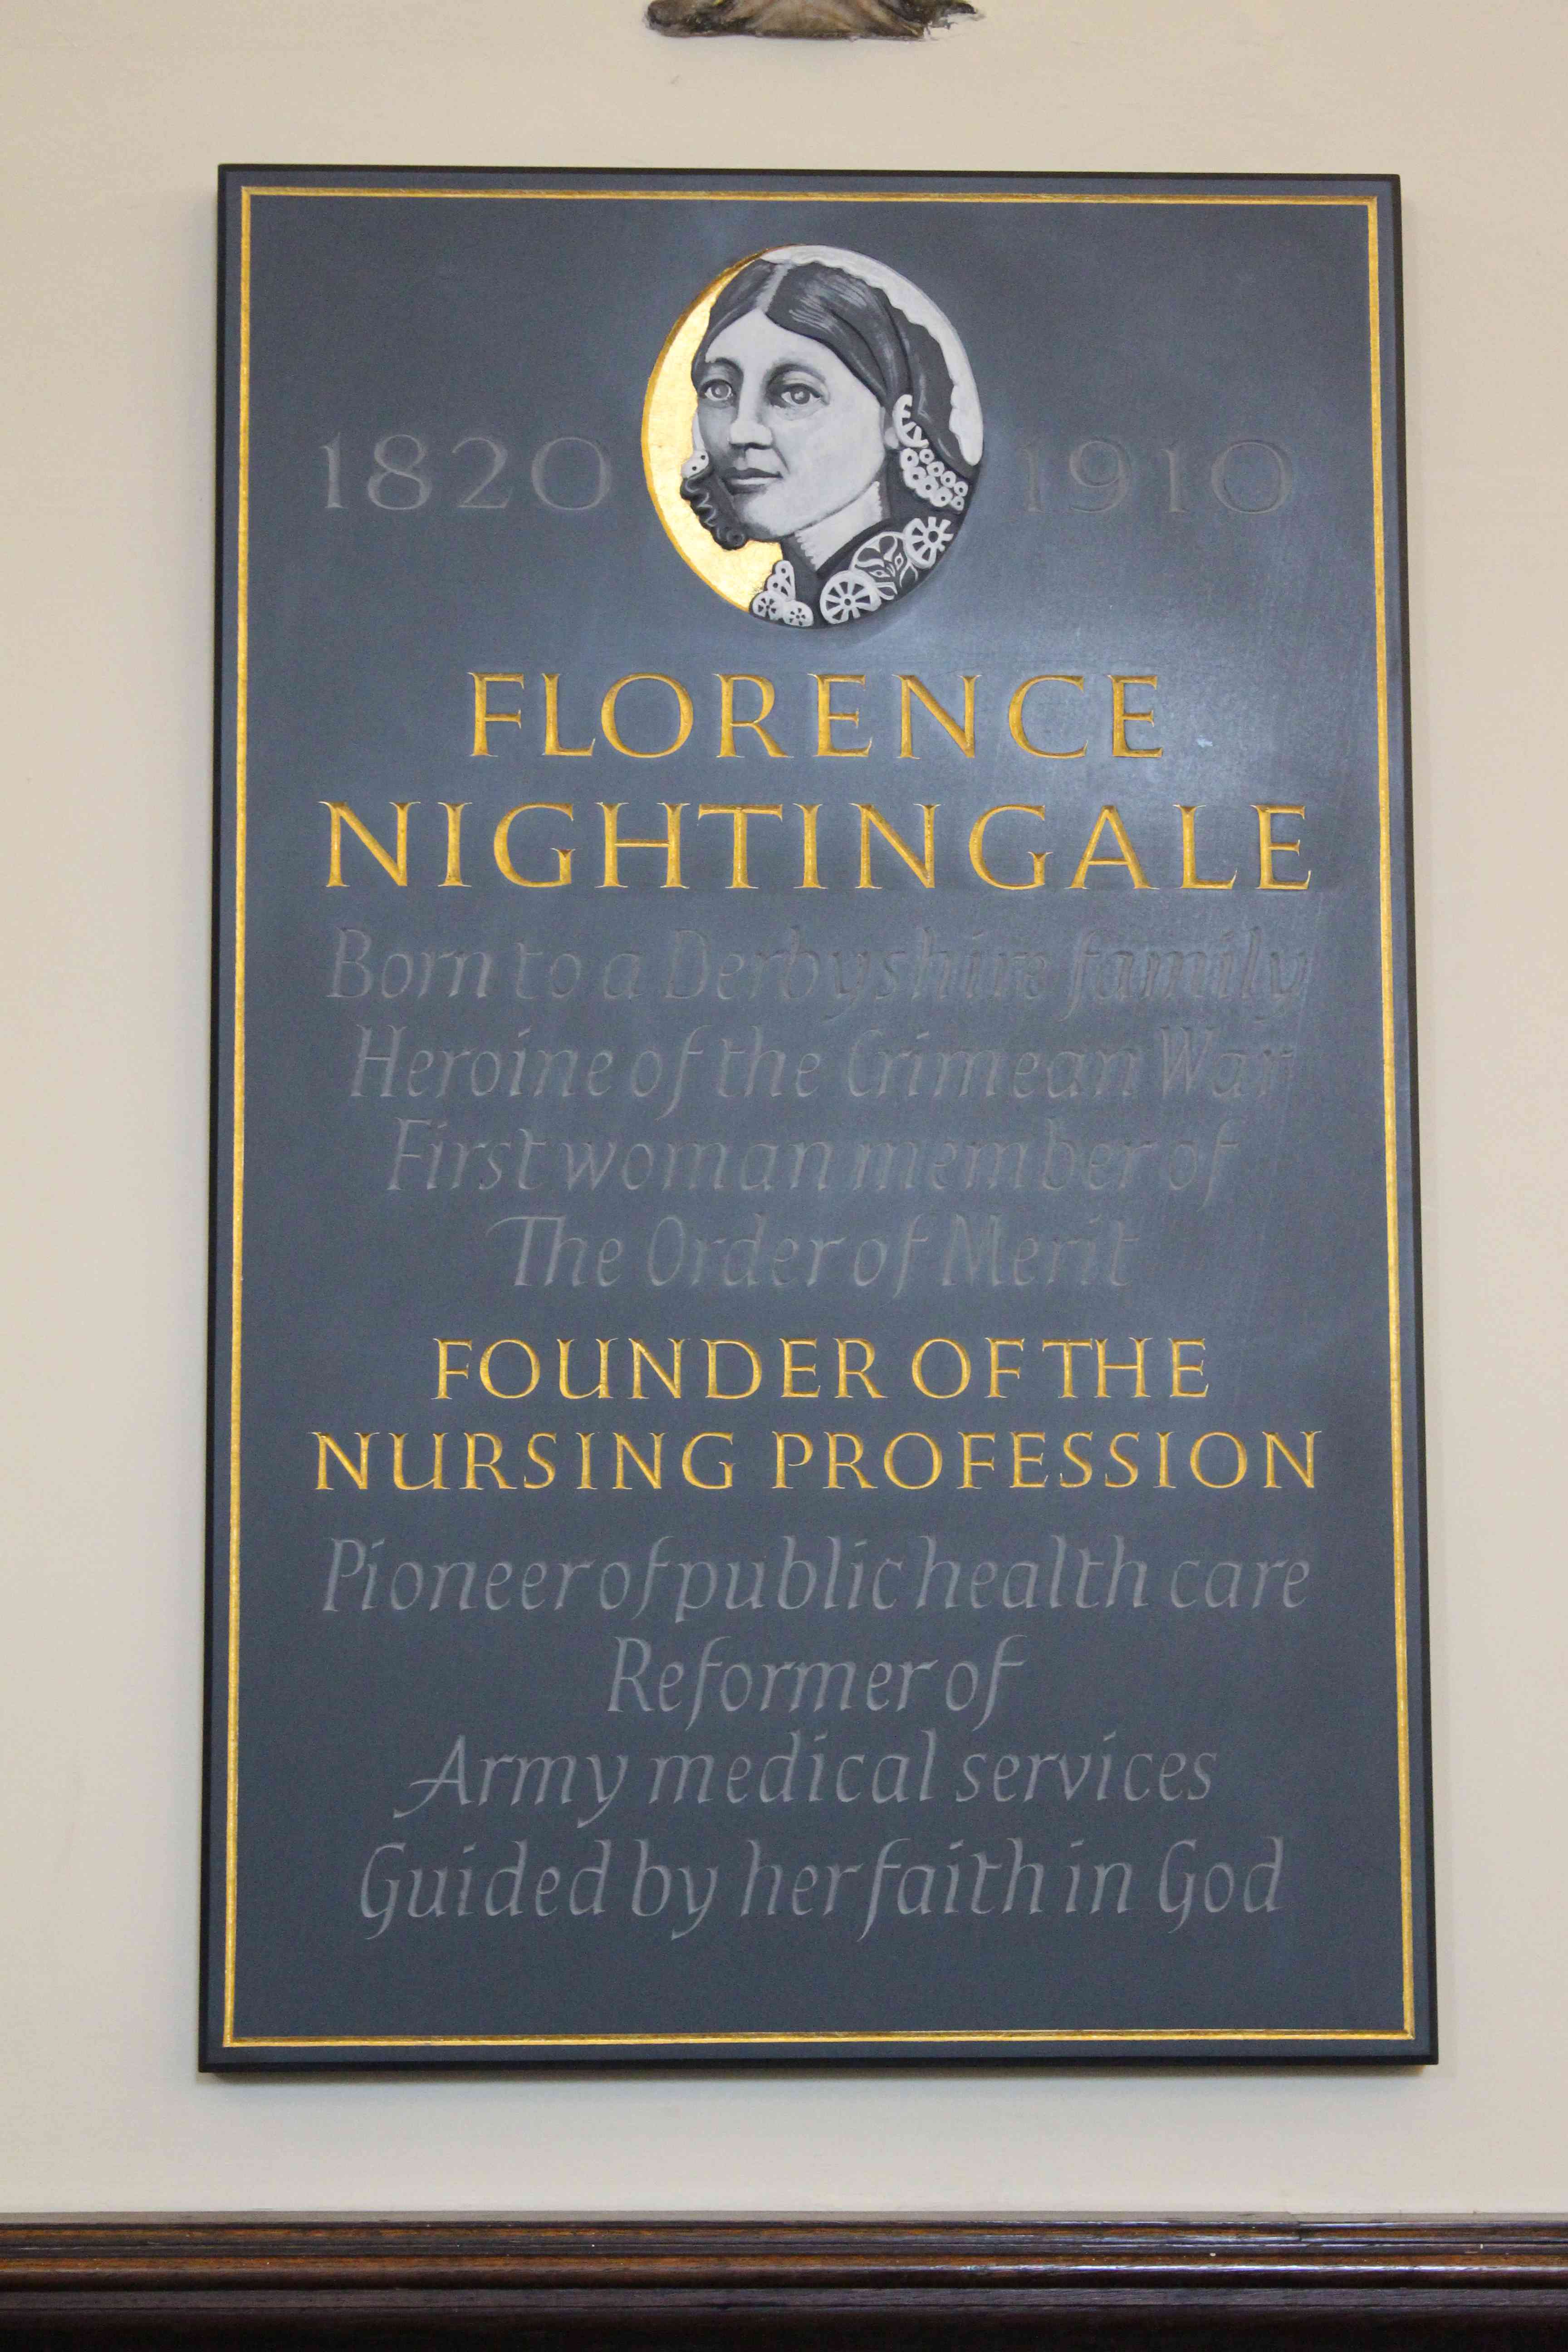 1820 1910
FLORENCE
NIGHTINGALE
Born to a Derbyshire family
Heroine of the Crimean War
First woman member of
The Order of Merit
FOUNDER OF THE
NURSING PROFESSION
Pioneer of public health care
Reformer of
Army medical services
Guided by her faith in God